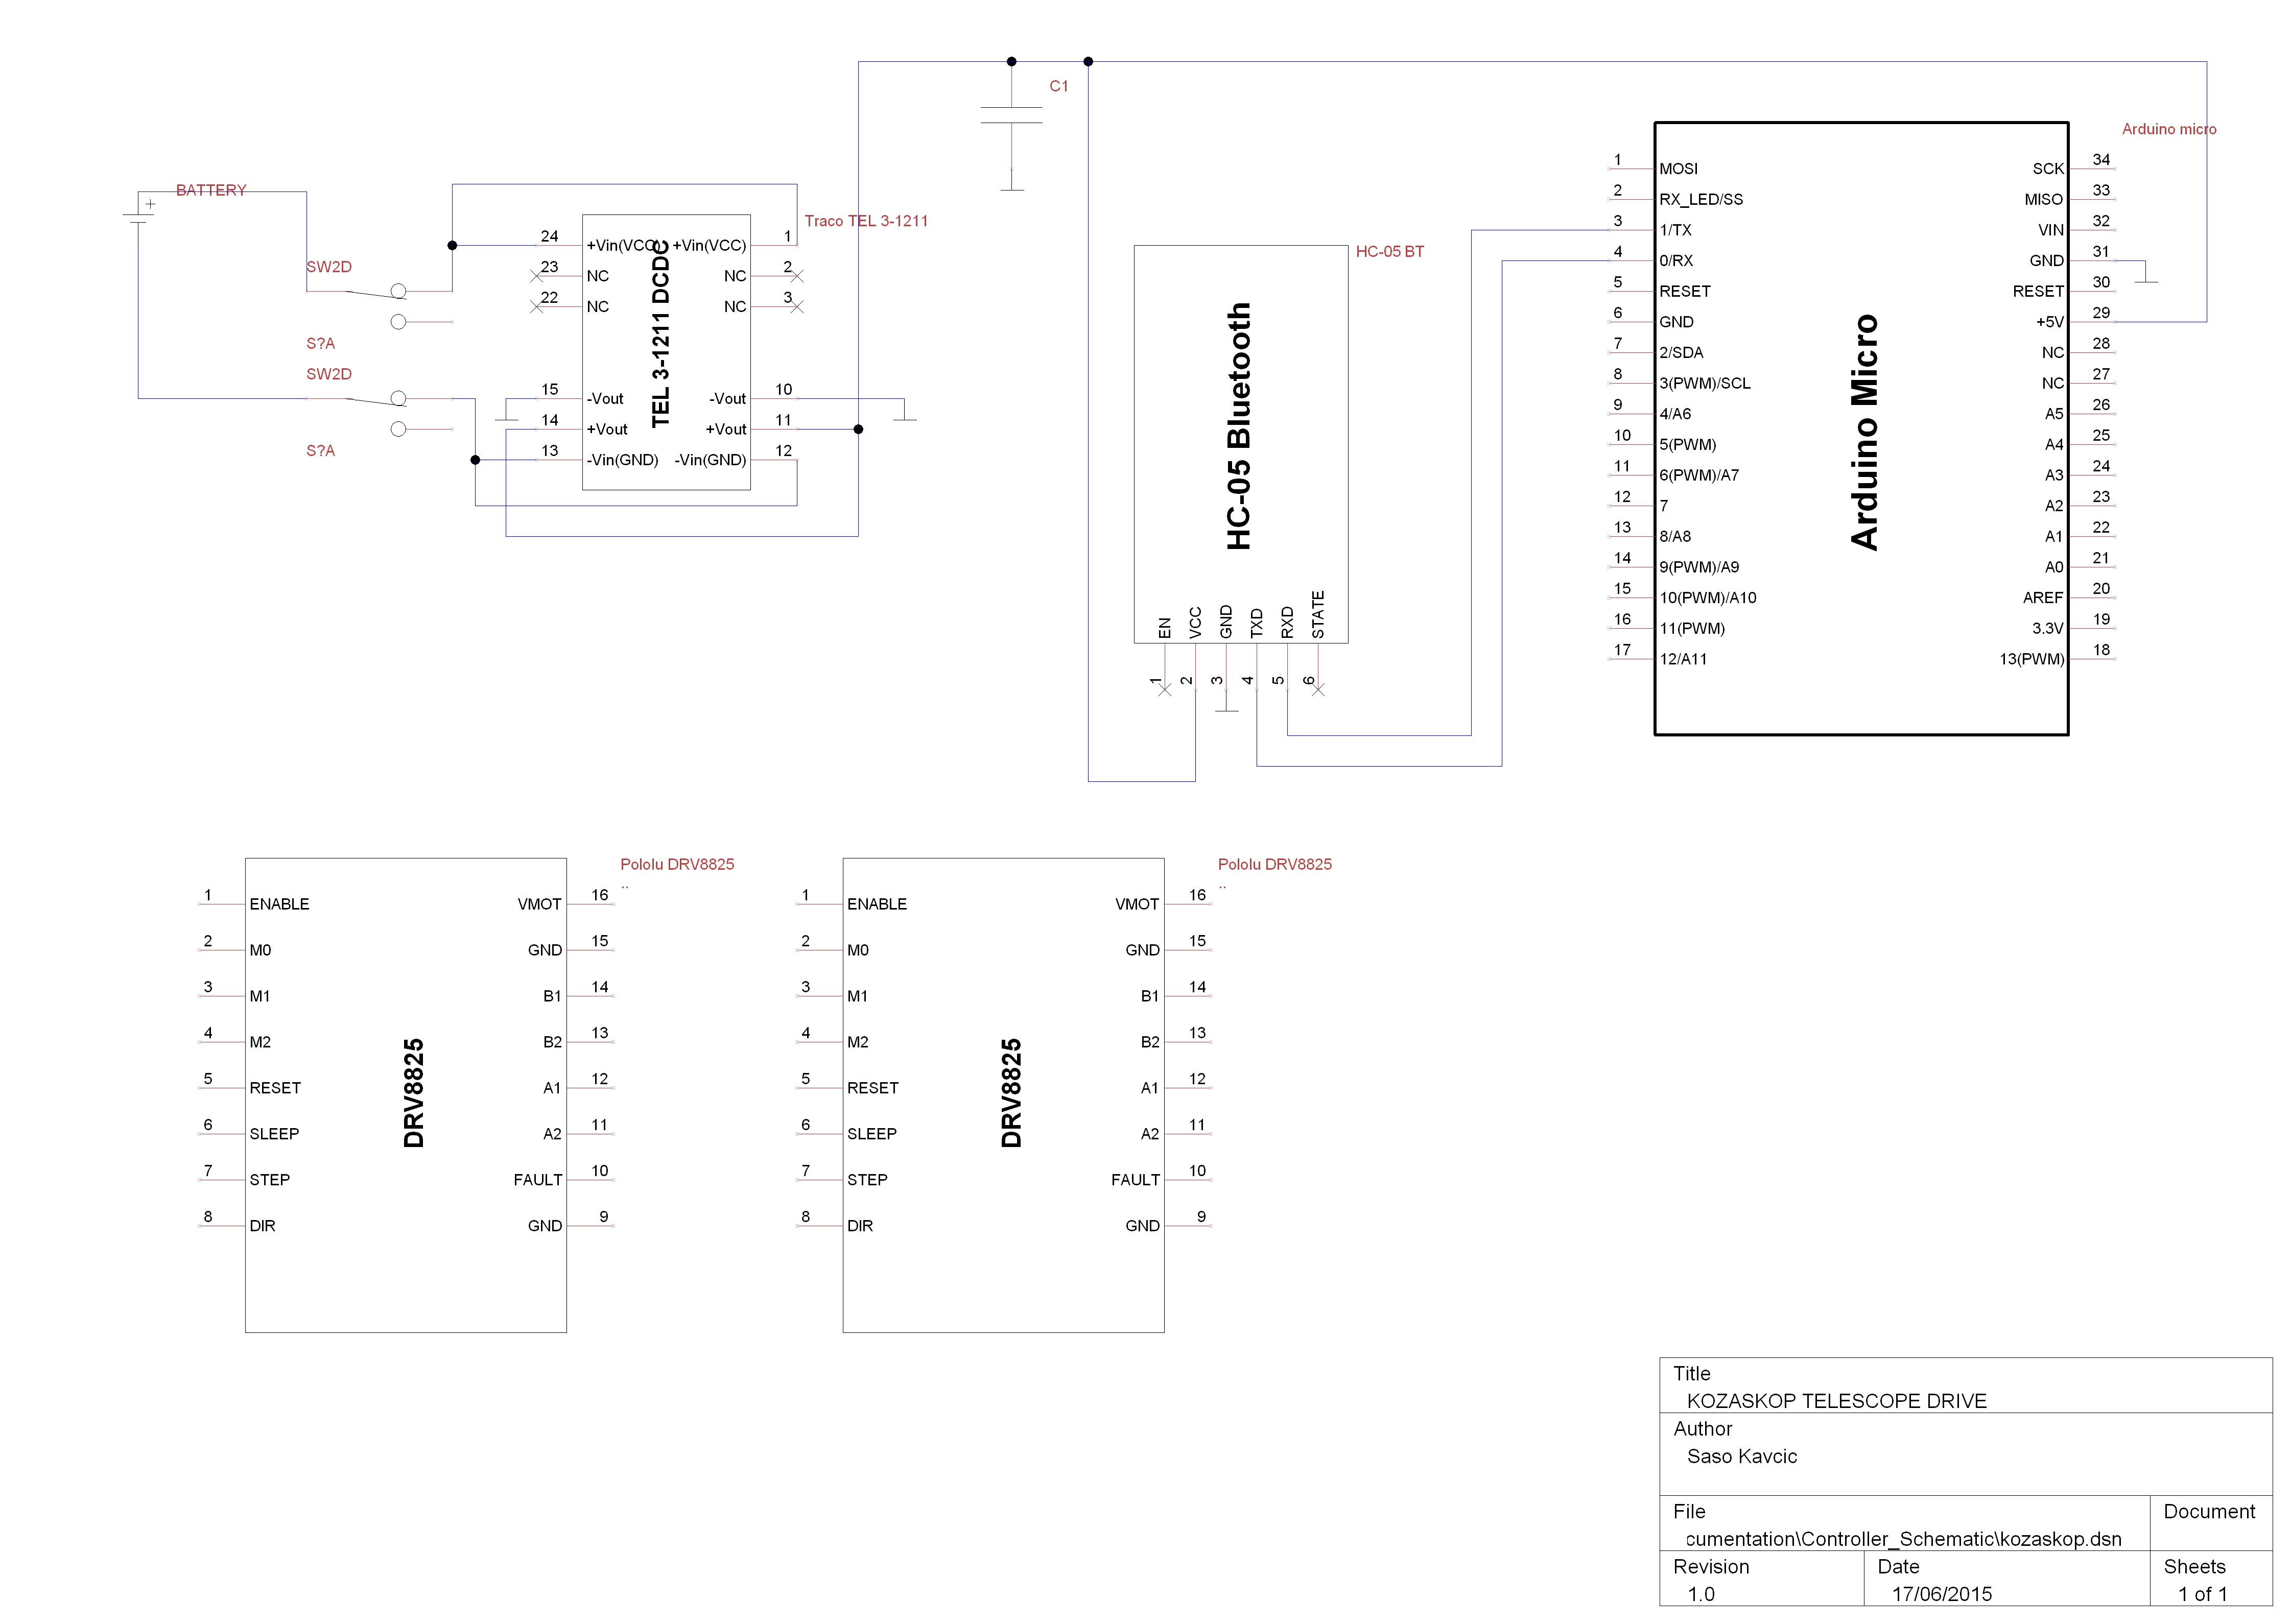 C1
BATTERY
+
SW2D
S?A
SW2D
S?A
Traco TEL 3-1211
TEL 3-1211 DCDC
24 +Vin(VCC) +Vin(VCC) 1
23 NC NC 2
22 NC NC 3
15 -Vout -Vout 10
14 +Vout +Vout 11
13 -Vin(GND) -Vin(GND) 12
HC-05 BT
HC-05 Bluetooth
EN VCC GND TXD RXD STATE
1 2 3 4 5 6
Arduino micro
Arduino Micro
1 MOSI SCK 34
2 RX_LED/SS MISO 33
3 1/TX VIN 32
4 0/RX GND 31
5 RESET RESET 30
6 GND +5V 29
7 2/SDA NC 28
8 3(PWM)/SCL NC 27
9 4/A6 A5 26
10 5(PWM) A4 25
11 6(PWM)/A7 A3 24
12 7 A2 23
13 8/A8 A1 22
14 9(PWM)/A9 A0 21
15 10(PWM)/A10 AREF 20
16 11(PWM) 3.3V 19
17 12/A11 13(PWM) 18
Pololu DRV8825
..
DRV8825
1 ENABLE VMOT 16
2 M0 GND 15
3 M1 B1 14
4 M2 B2 13
5 RESET A1 12
6 SLEEP A2 11
7 STEP FAULT 10
8 DIR GND 9
Pololu DRV8825
..
DRV8825
1 ENABLE VMOT 16
2 M0 GND 15
3 M1 B1 14
4 M2 B2 13
5 RESET A1 12
6 SLEEP A2 11
7 STEP FAULT 10
8 DIR GND 9
Title
KOZASKOP TELESCOPE DRIVE
Author
Saso Kavcic
File Document
cumentation\Controller_Schematic\kozaskop.dsn
Revision Date Sheets
1.0 17/06/2015 1 of 1